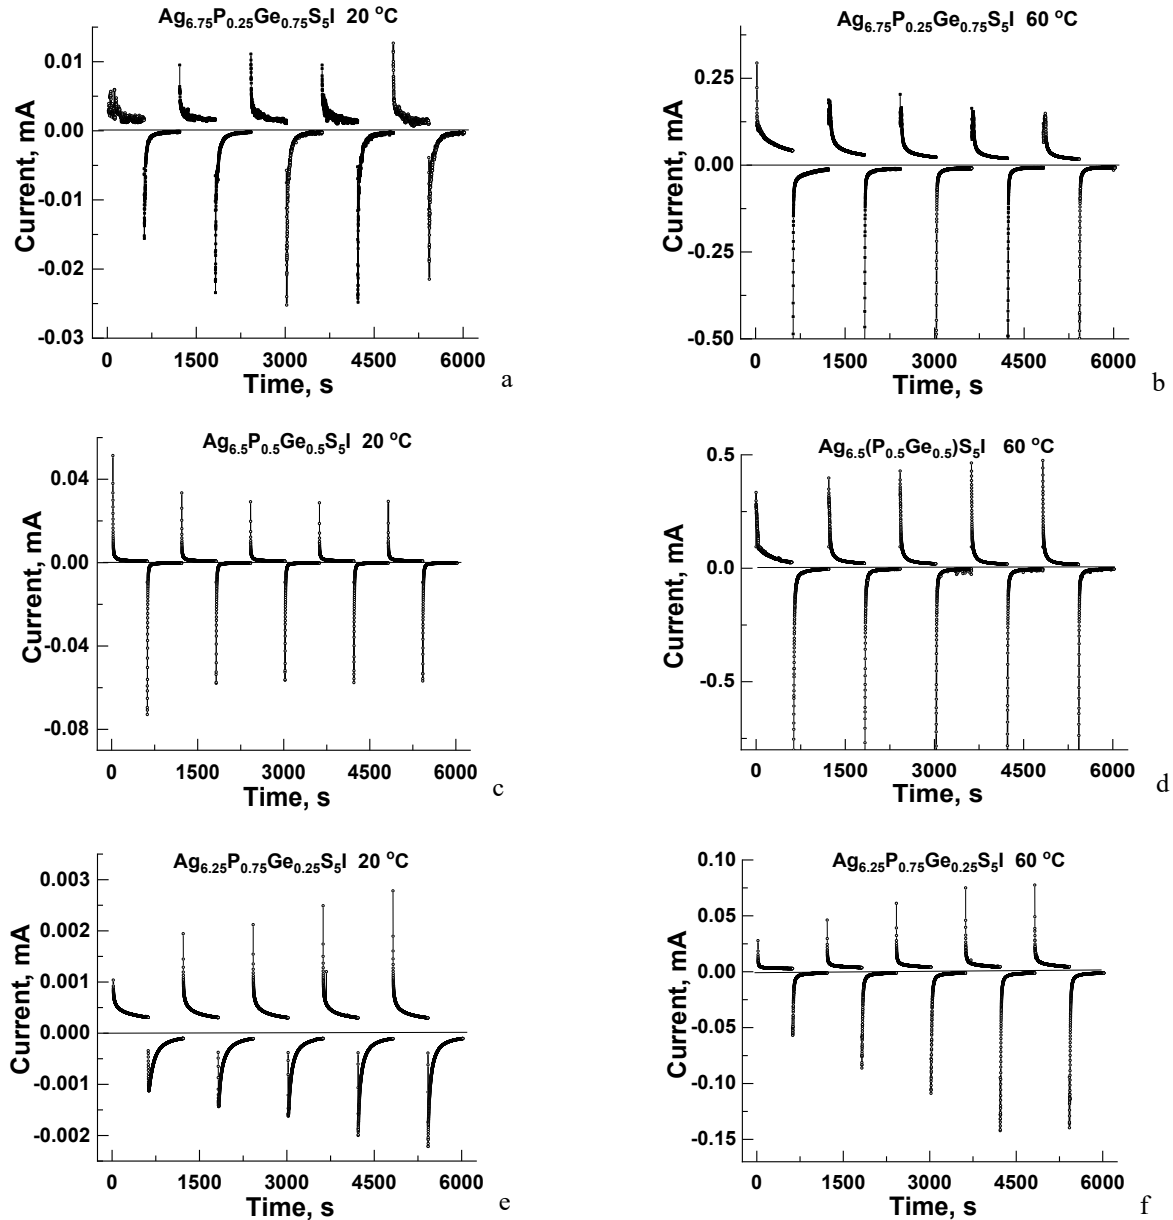 Ag6.75P0.25Ge0.75S5I 20 °C
0.01
0.00
-0.01
-0.02
-0.03
Current, mA
0 1500 3000 4500 6000
Time, s
a
Ag6.75P0.25Ge0.75S5I 60 °C
0.25
0.00
-0.25
-0.50
Current, mA
0 1500 3000 4500 6000
Time, s
b
Ag6.5P0.5Ge0.5S5I 20 °C
0.04
0.00
-0.04
-0.08
Current, mA
0 1500 3000 4500 6000
Time, s
c
Ag6.5(P0.5Ge0.5)S5I 60 °C
0.5
0.0
-0.5
Current, mA
0 1500 3000 4500 6000
Time, s
d
Ag6.25P0.75Ge0.25S5I 20 °C
0.003
0.002
0.001
0.000
-0.001
-0.002
Current, mA
0 1500 3000 4500 6000
Time, s
e
Ag6.25P0.75Ge0.25S5I 60 °C
0.10
0.05
0.00
-0.05
-0.10
-0.15
Current, mA
0 1500 3000 4500 6000
Time, s
f